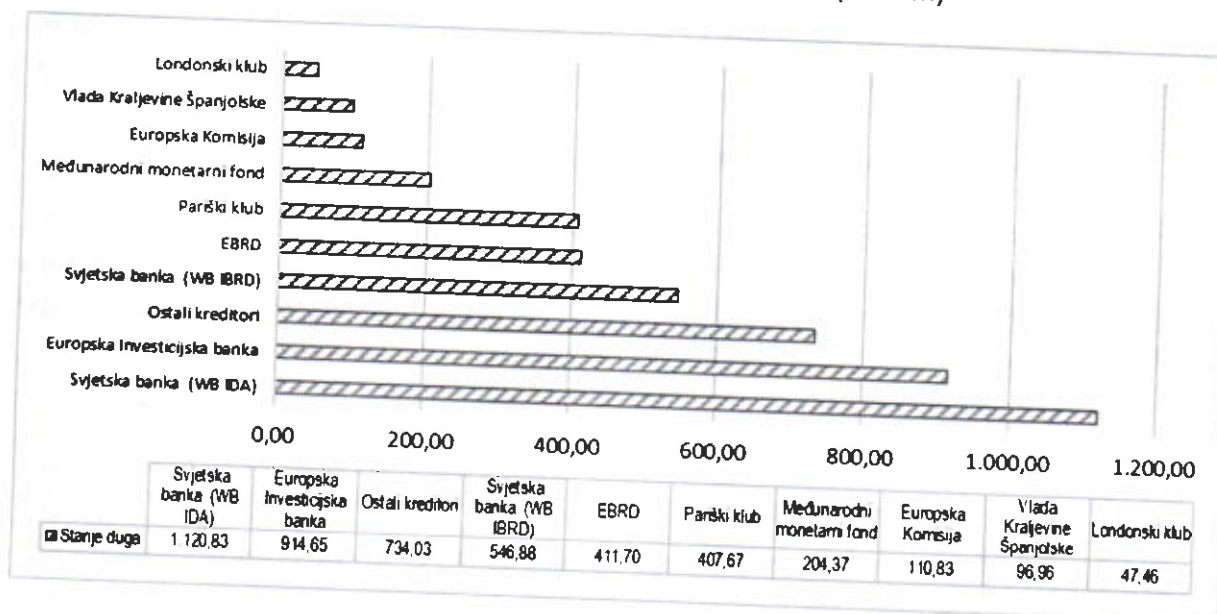 Londonski klub
Vlada Kraljevine Španjolske
Europska Komisija
Međunarodni monetarni fond
Pariški klub
EBRD
Svjetska banka (WB IBRD)
Ostali kreditori
Europska Investicijska banka
Svjetska banka (WB IDA)
0,00 200,00 400,00 600,00 800,00 1.000,00 1.200,00
Svjetska banka (WB IDA) Europska Investicijska banka Ostali kreditori Svjetska banka (WB IBRD) EBRD Pariški klub Međunarodni monetarni fond Europska Komisija Vlada Kraljevine Španjolske Londonski klub
Stanje duga 1.120,83 914,65 734,03 546,88 411,70 407,67 204,37 110,83 96,96 47,46